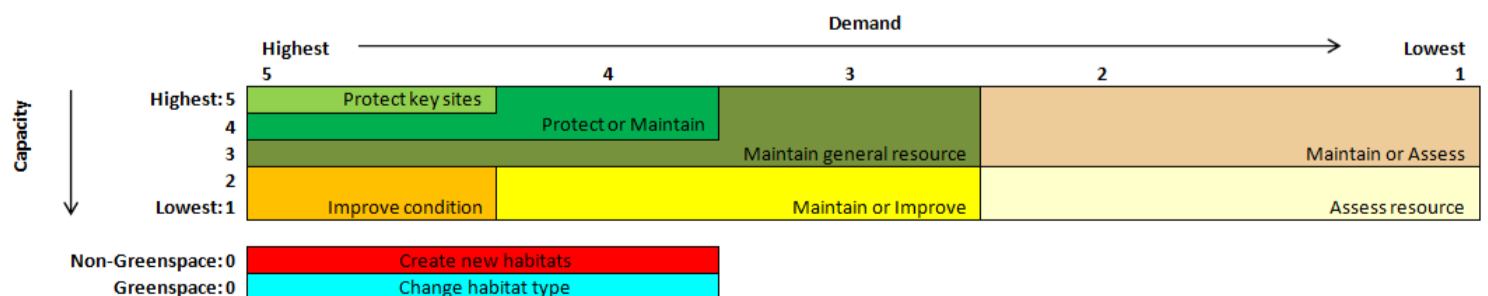 Demand
Highest Lowest
5 4 3 2 1
Capacity
Highest: 5 Protect key sites
4 Protect or Maintain
3 Maintain general resource Maintain or Assess
2
Lowest: 1 Improve condition Maintain or Improve Assess resource
Non-Greenspace: 0 Create new habitats
Greenspace: 0 Change habitat type